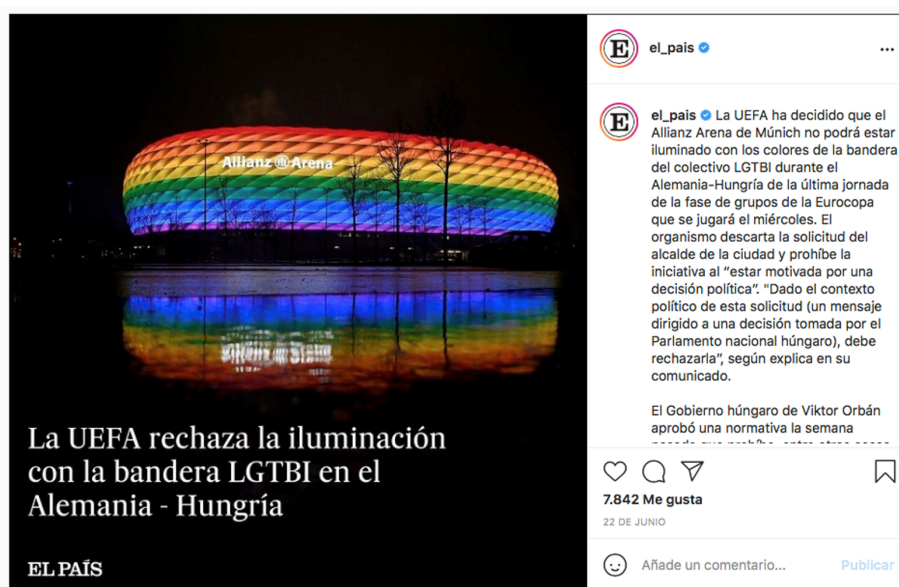 Allianz Arena
La UEFA rechaza la iluminación
con la bandera LGTBI en el
Alemania - Hungría
EL PAÍS
E
el_pais
E
el_pais La UEFA ha decidido que el
Allianz Arena de Múnich no podrá estar
iluminado con los colores de la bandera
del colectivo LGTBI durante el
Alemania-Hungría de la última jornada
de la fase de grupos de la Eurocopa
que se jugará el miércoles. El
organismo descarta la solicitud del
alcalde de la ciudad y prohíbe la
iniciativa al "estar motivada por una
decisión política". "Dado el contexto
político de esta solicitud (un mensaje
dirigido a una decisión tomada por el
Parlamento nacional húngaro), debe
rechazarla", según explica en su
comunicado.
El Gobierno húngaro de Viktor Orbán
aprobó una normativa la semana
7.842 Me gusta
22 DE JUNIO
Añade un comentario...
Publicar